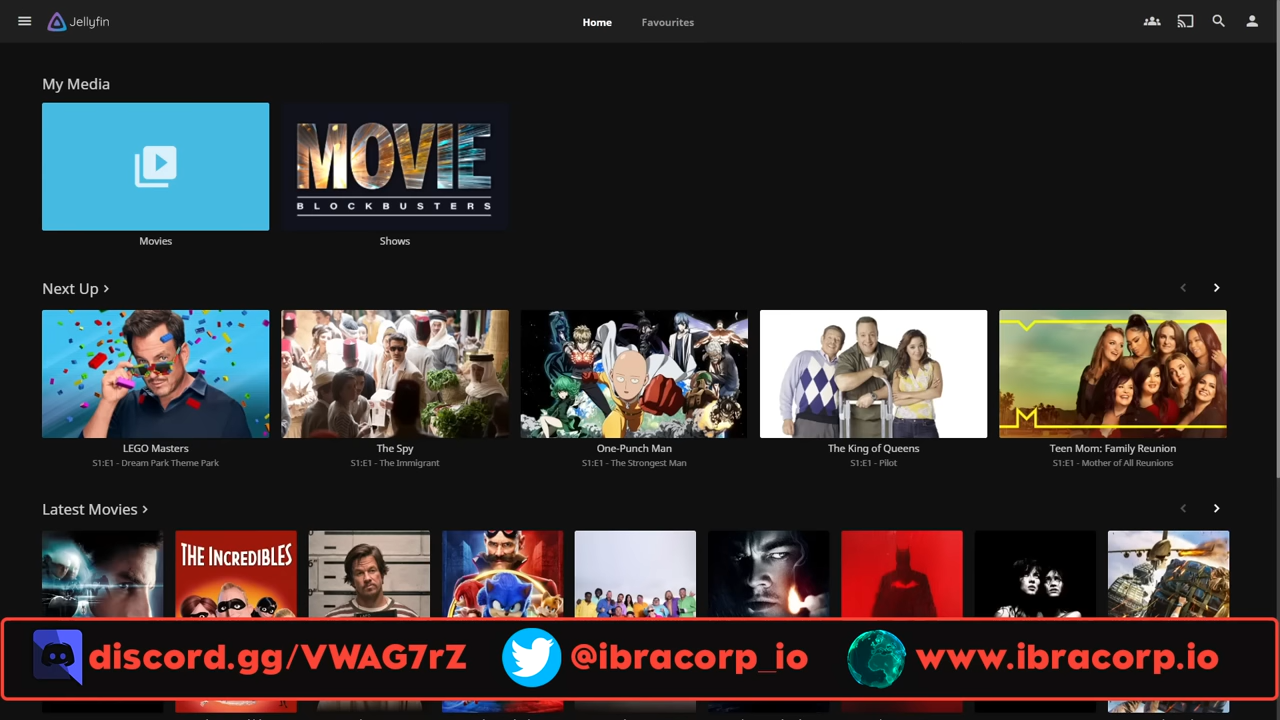 Jellyfin
Home
Favourites
My Media
MOVIE
BLOCKBUSTERS
Movies
Shows
Next Up
LEGO Masters
S1:E1 - Dream Park Theme Park
The Spy
S1:E1 - The Immigrant
One-Punch Man
S1:E1 - The Strongest Man
The King of Queens
S1:E1 - Pilot
Teen Mom: Family Reunion
S1:E1 - Mother of All Reunions
M
Latest Movies
THE INCREDIBLES
discord.gg/VWAG7rZ
@ibracorp_io
www.ibracorp.io